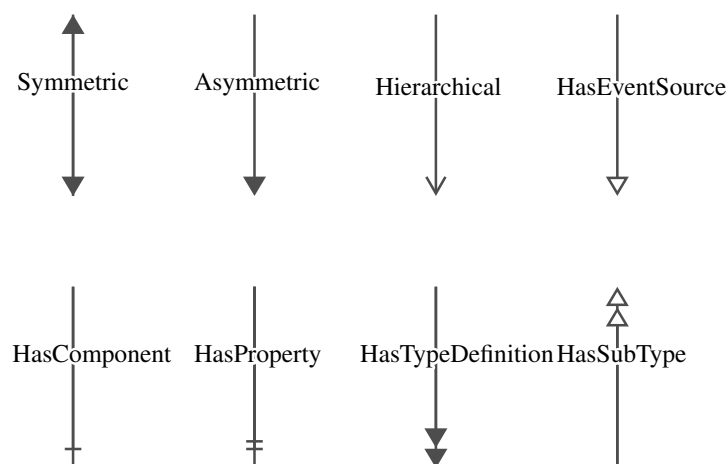 Symmetric Asymmetric Hierarchical HasEventSource
HasComponent HasProperty HasTypeDefinition HasSubType